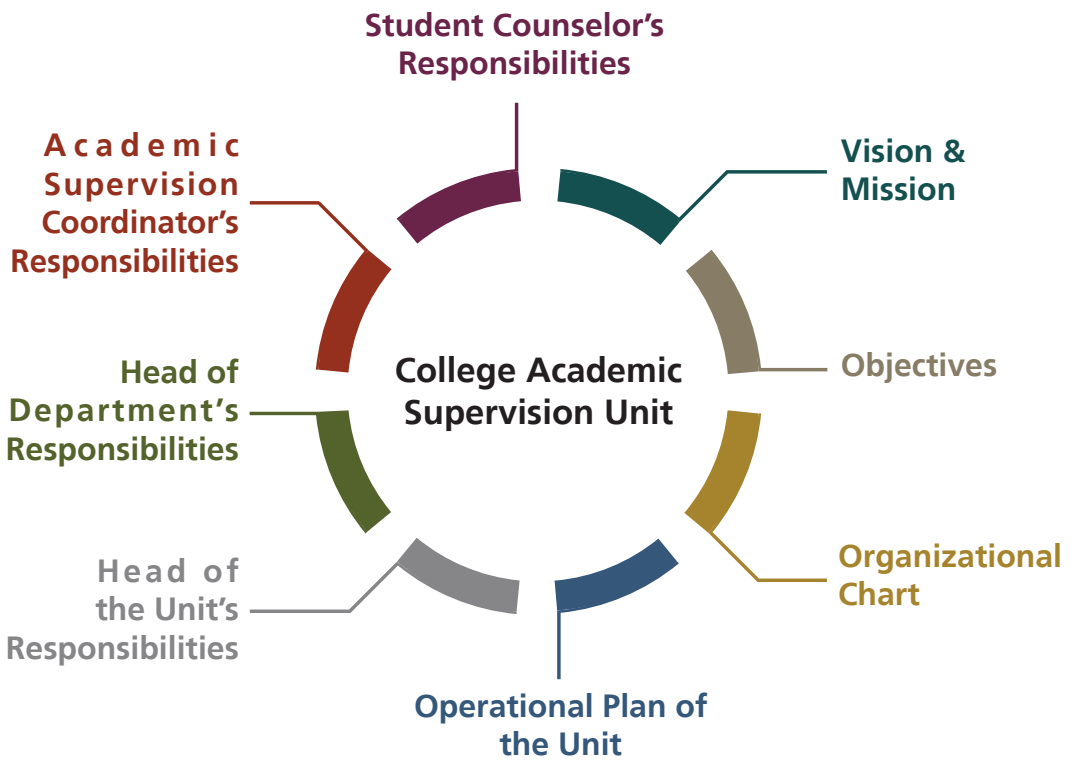 Student Counselor’s
Responsibilities
Vision &
Mission
Objectives
Organizational
Chart
Operational Plan of
the Unit
Head of
the Unit’s
Responsibilities
Head of
Department’s
Responsibilities
Academic
Supervision
Coordinator’s
Responsibilities
College Academic
Supervision Unit